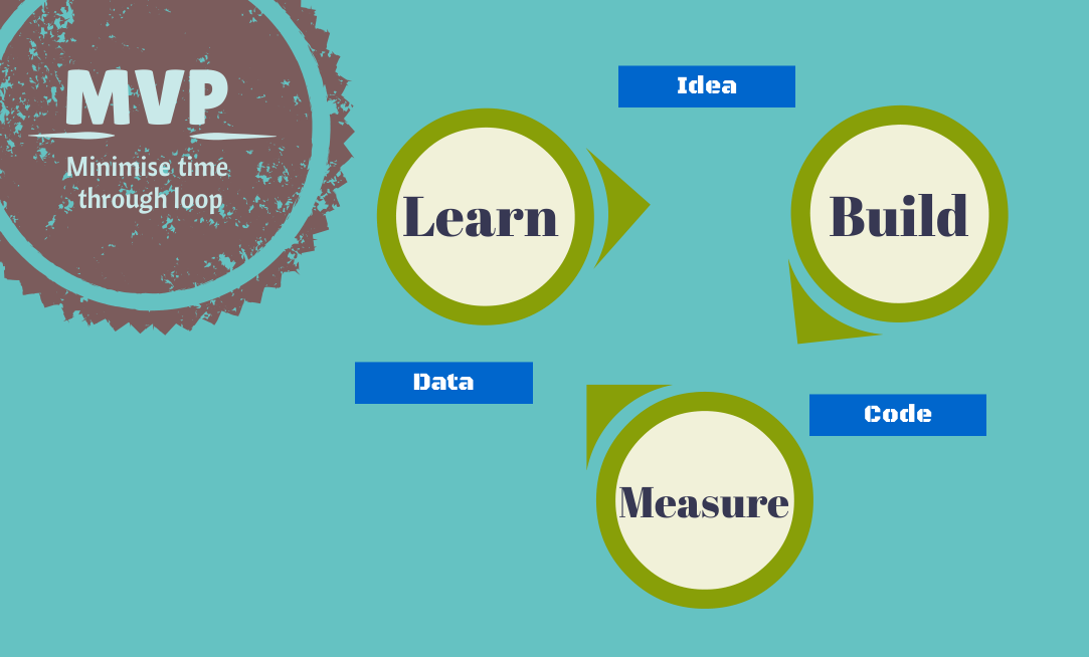 MVP
Minimise time
through loop
Idea
Learn
Build
Data
Code
Measure